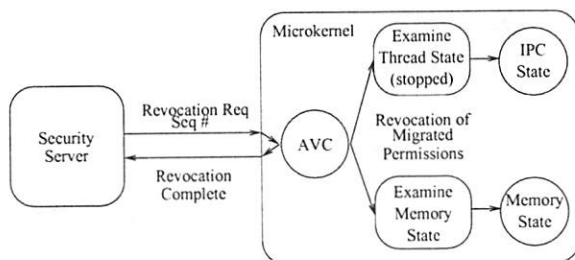 Microkernel
Examine
Thread State
(stopped)
IPC
State
Revocation Req
Seq #
Security
Server
AVC
Revocation of
Migrated
Permissions
Revocation
Complete
Examine
Memory
State
Memory
State